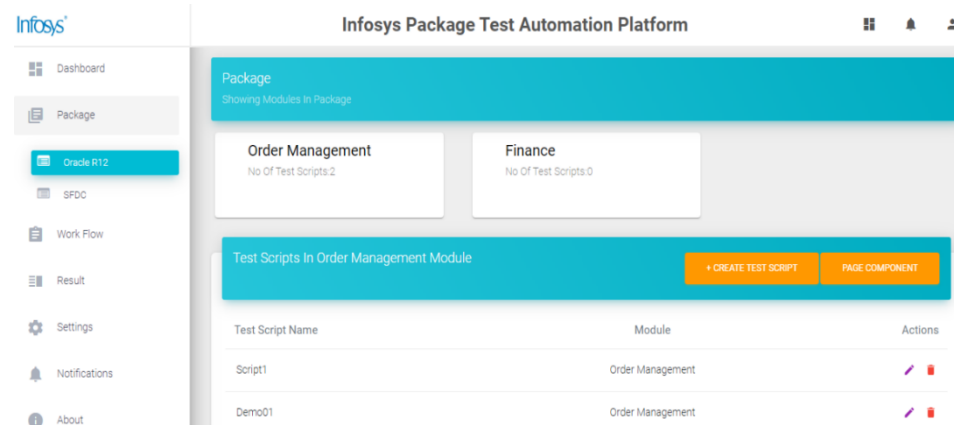 Infosys
Infosys Package Test Automation Platform
Dashboard
Package
Oracle R12
SFDC
Work Flow
Result
Settings
Notifications
About
Package
Showing Modules In Package
Order Management
No Of Test Scripts:2
Finance
No Of Test Scripts:0
Test Scripts In Order Management Module
+ CREATE TEST SCRIPT
PAGE COMPONENT
Test Script Name Module Actions
Script1 Order Management
Demo01 Order Management